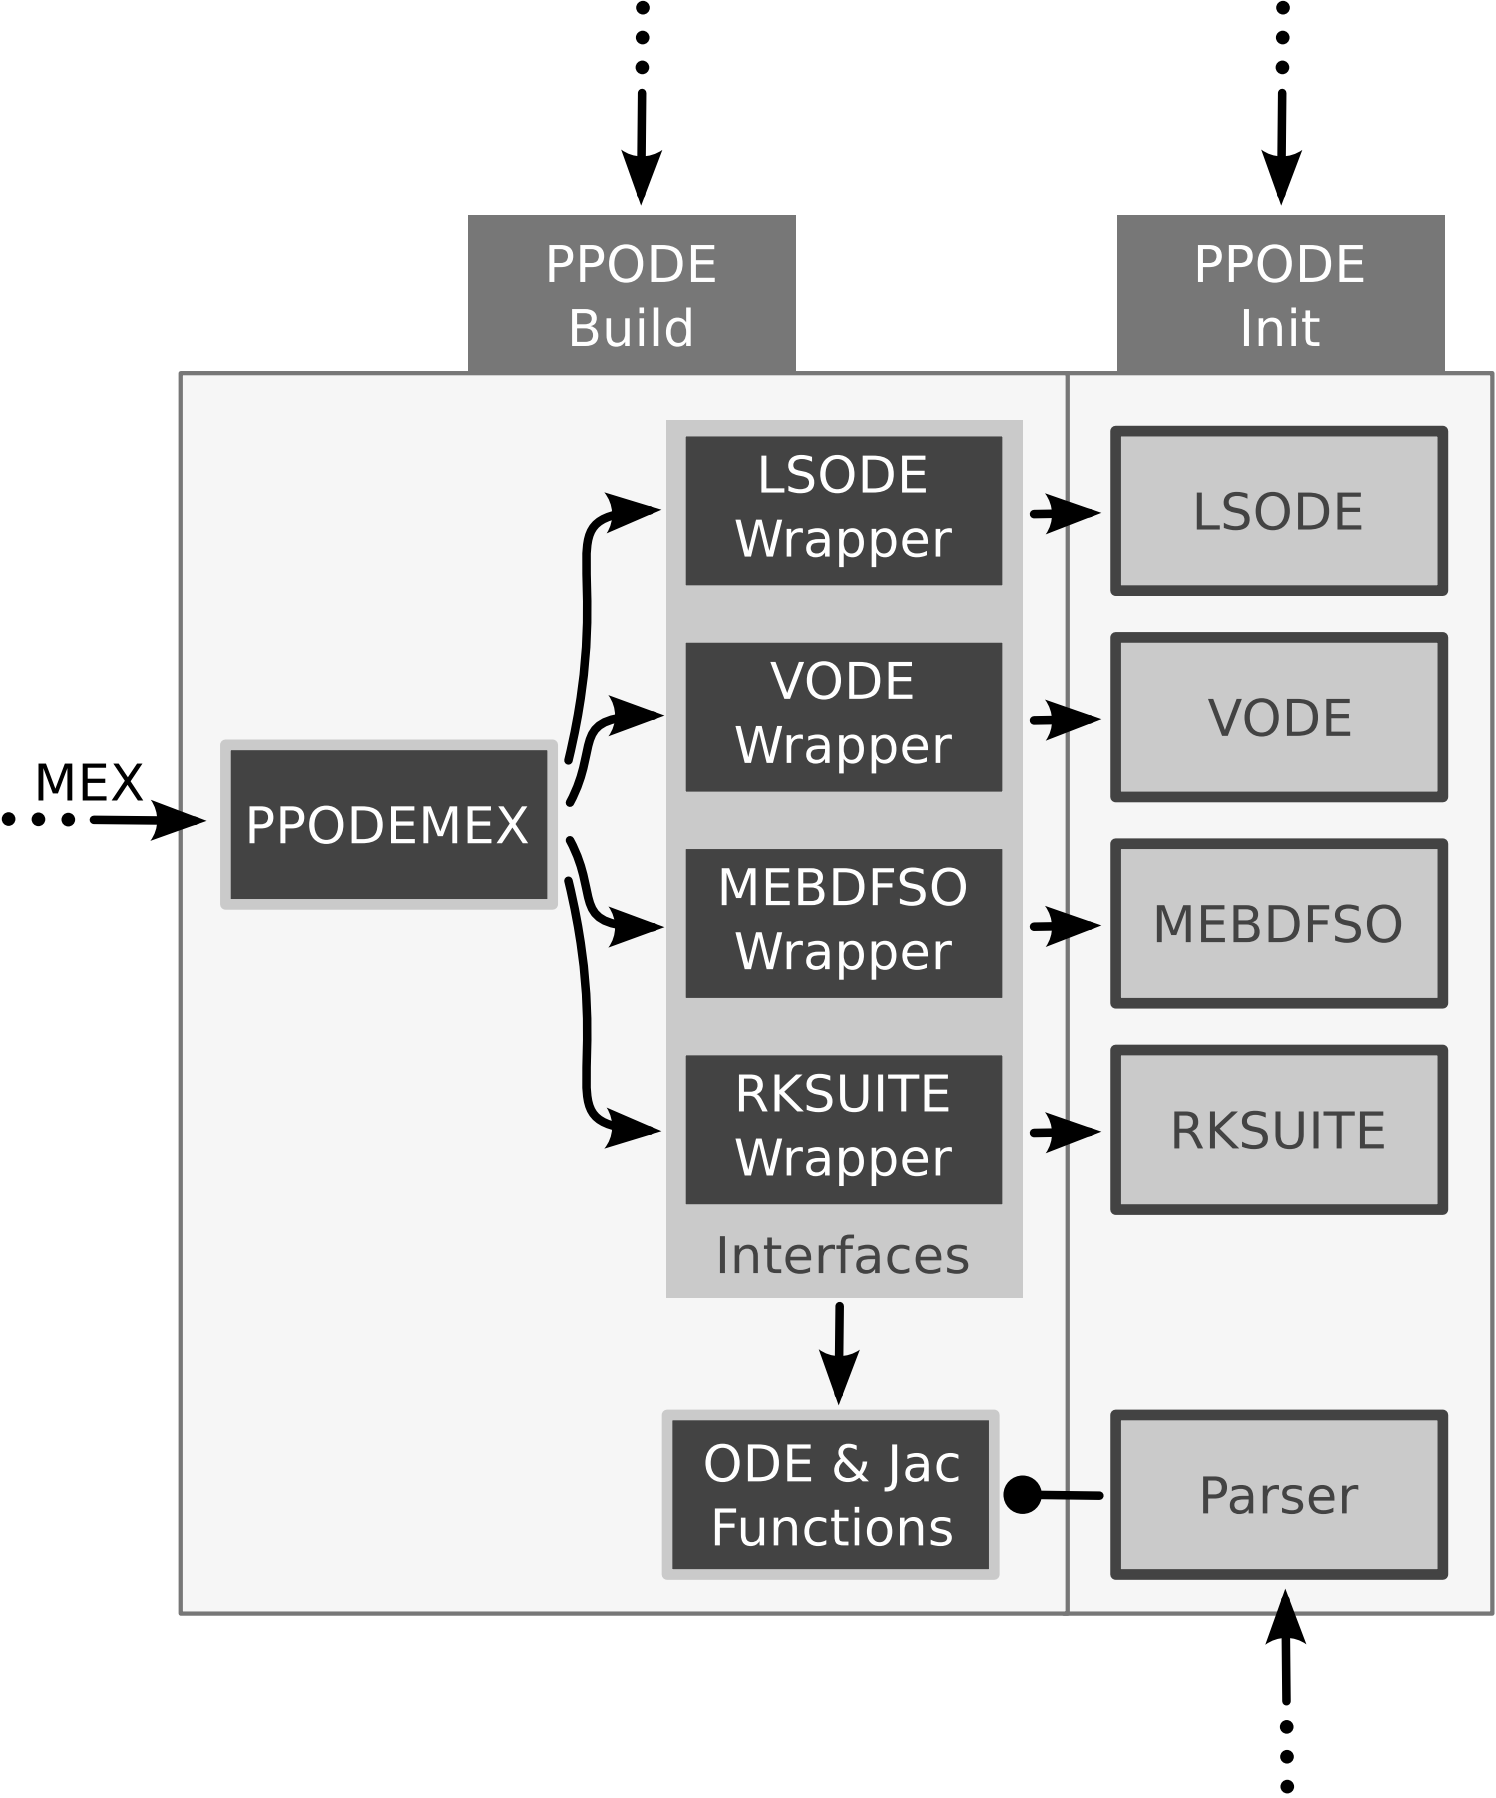 PPODE
Build
PPODE
Init
LSODE
Wrapper
LSODE
VODE
Wrapper
VODE
MEX
PPODEMEX
MEBDFSO
Wrapper
MEBDFSO
RKSUITE
Wrapper
RKSUITE
Interfaces
ODE & Jac
Functions
Parser